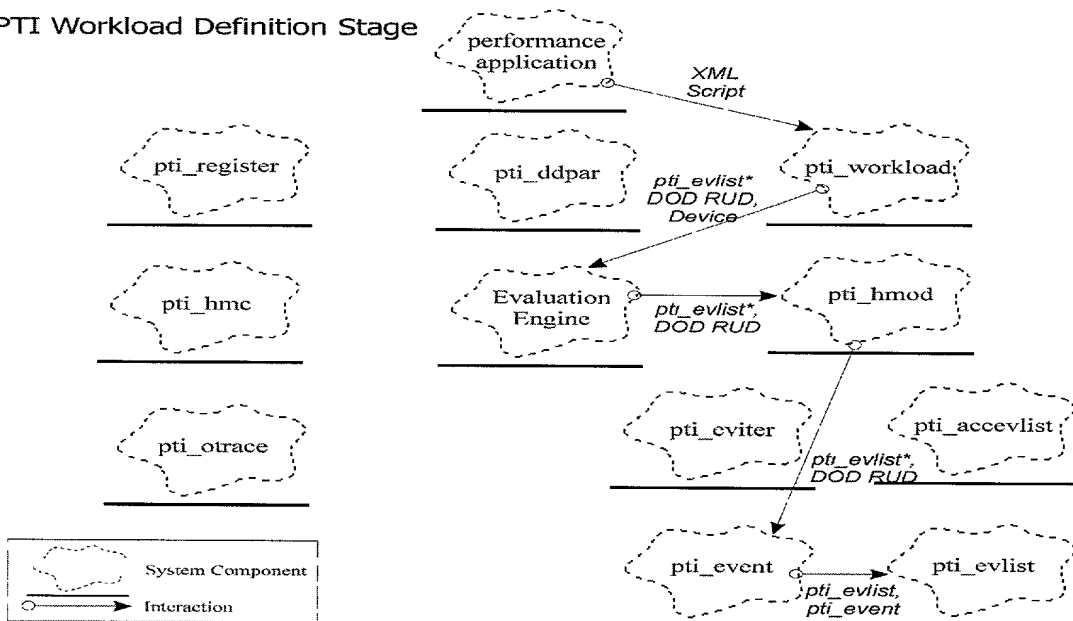 PTI Workload Definition Stage
performance
application
XML
Script
pti_register
pti_ddpar
pti_workload
pti_evlist*
DOD RUD,
Device
pti_hmc
Evaluation
Engine
pti_evlist*,
DOD RUD
pti_hmod
pti_otrace
pti_eviter
pti_accevlist
pti_evlist*,
DOD RUD
pti_event
pti_evlist
pti_evlist,
pti_event
System Component
Interaction